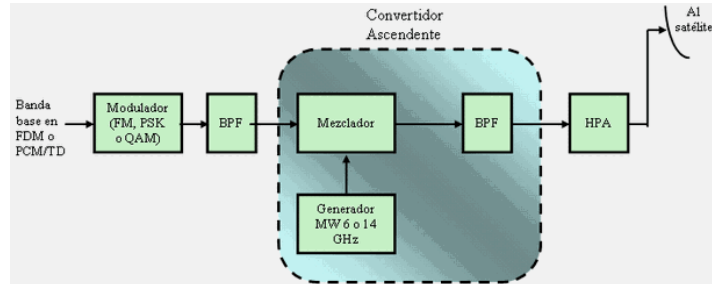 Convertidor
Ascendente
Al
satélite
Banda
base en
FDM o
PCM/TD
Modulador
(FM, PSK
o QAM)
BPF
Mezclador
BPF
HPA
Generador
MW 6 o 14
GHz